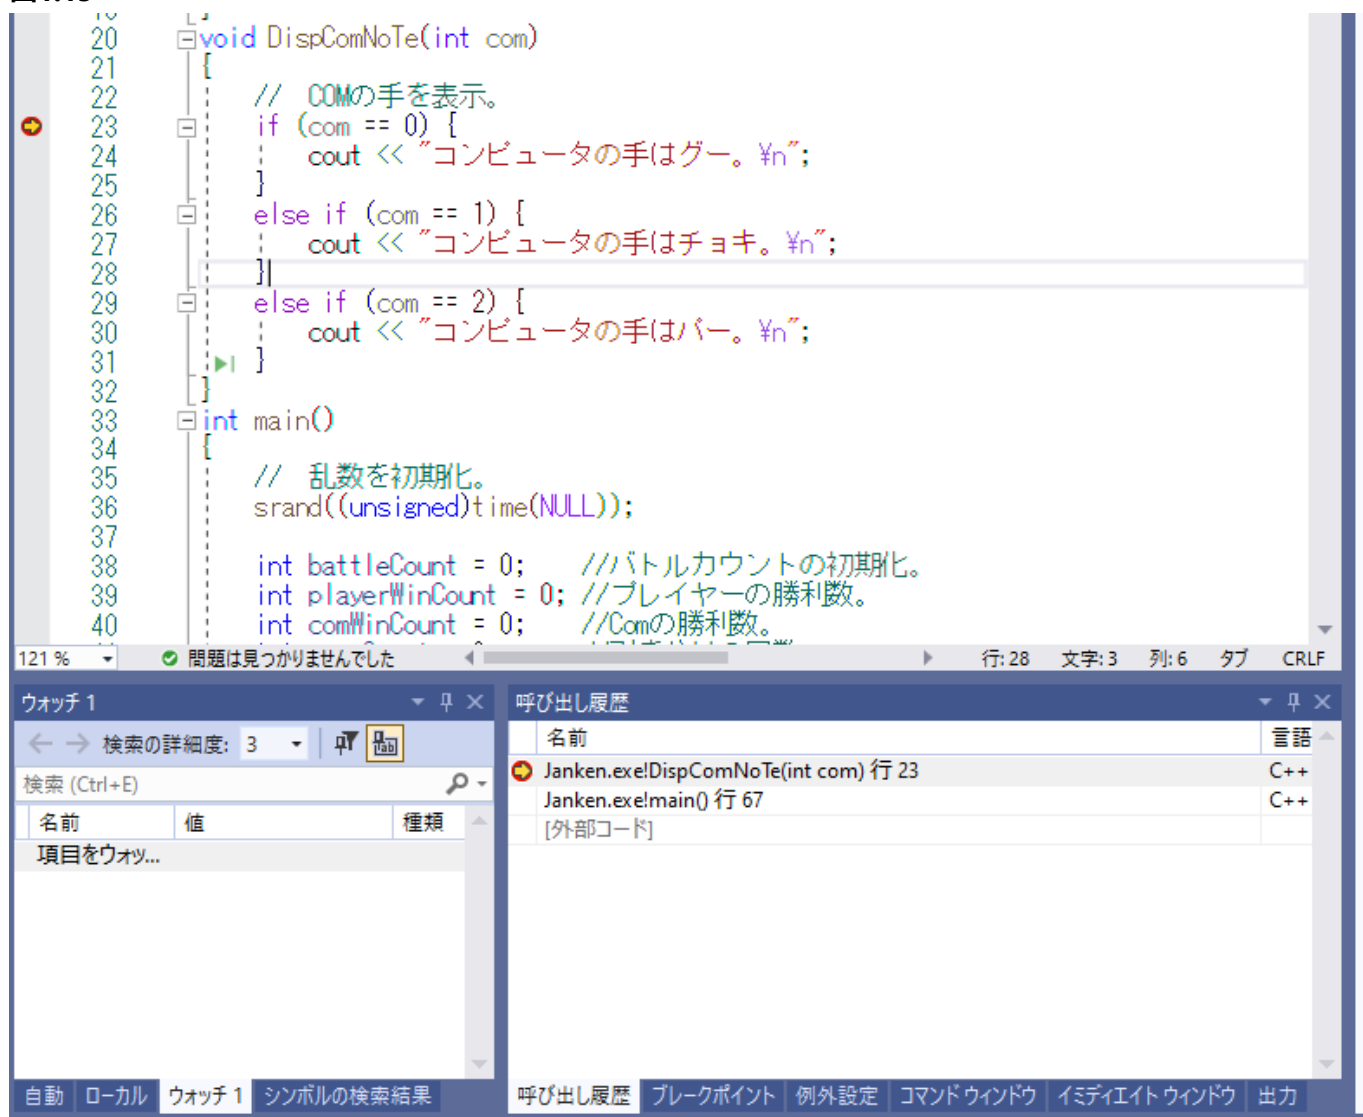 20 void DispComNoTe(int com)
21 {
22 // COMの手を表示。
23 if (com == 0) {
24 cout << "コンピュータの手はグー。¥n";
25 }
26 else if (com == 1) {
27 cout << "コンピュータの手はチョキ。¥n";
28 }
29 else if (com == 2) {
30 cout << "コンピュータの手はパー。¥n";
31 }
32 }
33 int main()
34 {
35 // 乱数を初期化。
36 srand((unsigned)time(NULL));
37
38 int battleCount = 0; //バトルカウントの初期化。
39 int playerWinCount = 0; //プレイヤーの勝利数。
40 int comWinCount = 0; //Comの勝利数。
121 % 問題は見つかりませんでした 行: 28 文字: 3 列: 6 タブ CRLF
ウォッチ 1
検索の詳細度: 3
検索 (Ctrl+E)
名前 値 種類
項目をウォッ...
呼び出し履歴
名前 言語
Janken.exe!DispComNoTe(int com) 行 23 C++
Janken.exe!main() 行 67 C++
[外部コード]
自動 ローカル ウォッチ 1 シンボルの検索結果
呼び出し履歴 ブレークポイント 例外設定 コマンド ウィンドウ イミディエイト ウィンドウ 出力